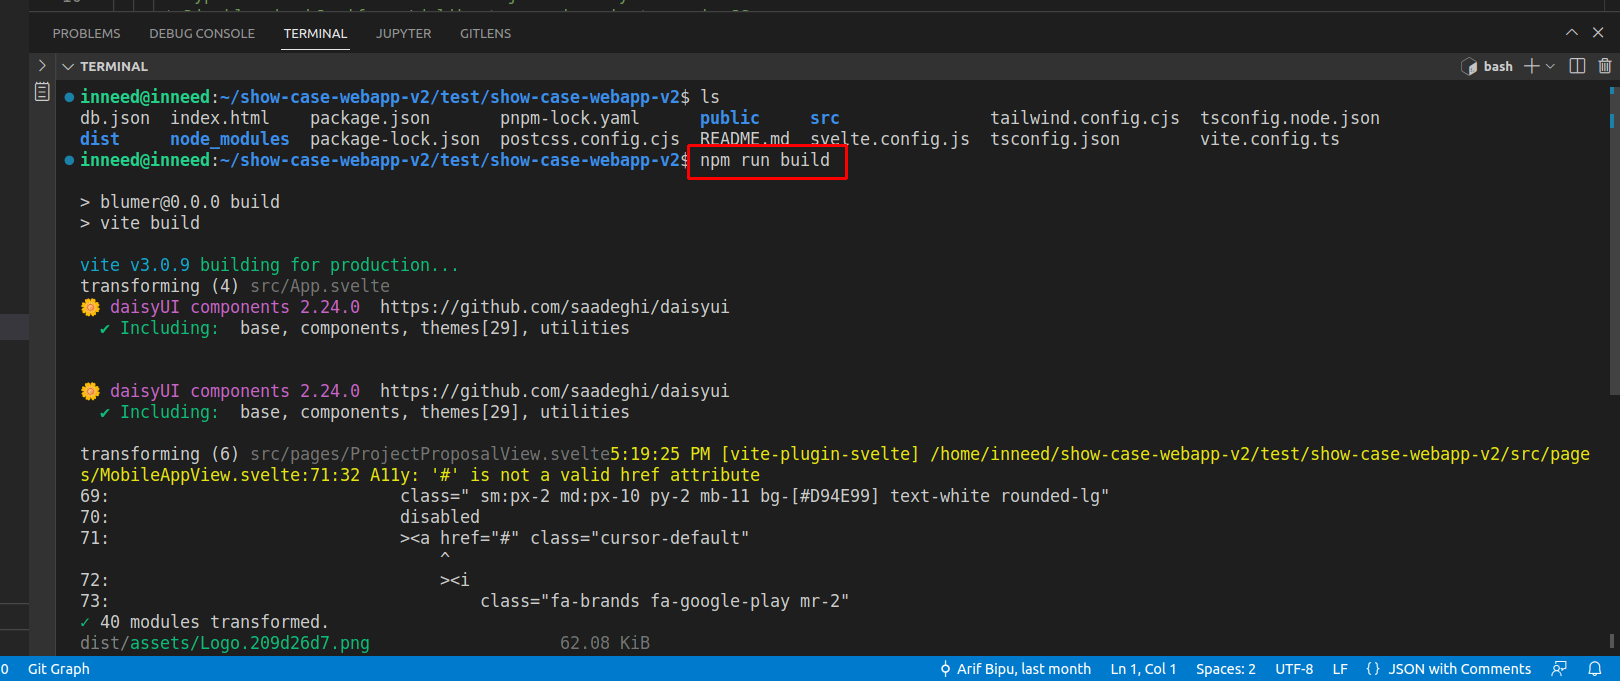 PROBLEMS DEBUG CONSOLE TERMINAL JUPYTER GITLENS
TERMINAL bash
inneed@inneed:~/show-case-webapp-v2/test/show-case-webapp-v2$ ls
db.json index.html package.json pnpm-lock.yaml public src tailwind.config.cjs tsconfig.node.json
dist node_modules package-lock.json postcss.config.cjs README.md svelte.config.js tsconfig.json vite.config.ts
inneed@inneed:~/show-case-webapp-v2/test/show-case-webapp-v2$ npm run build
> blumer@0.0.0 build
> vite build
vite v3.0.9 building for production...
transforming (4) src/App.svelte
🌼 daisyUI components 2.24.0 https://github.com/saadeghi/daisyui
✔ Including: base, components, themes[29], utilities
🌼 daisyUI components 2.24.0 https://github.com/saadeghi/daisyui
✔ Including: base, components, themes[29], utilities
transforming (6) src/pages/ProjectProposalView.svelte5:19:25 PM [vite-plugin-svelte] /home/inneed/show-case-webapp-v2/test/show-case-webapp-v2/src/page
s/MobileAppView.svelte:71:32 A11y: '#' is not a valid href attribute
69: class=" sm:px-2 md:px-10 py-2 mb-11 bg-[#D94E99] text-white rounded-lg"
70: disabled
71: ><a href="#" class="cursor-default"
^
72: ><i
73: class="fa-brands fa-google-play mr-2"
✓ 40 modules transformed.
dist/assets/Logo.209d26d7.png 62.08 KiB
0 Git Graph Arif Bipu, last month Ln 1, Col 1 Spaces: 2 UTF-8 LF {} JSON with Comments